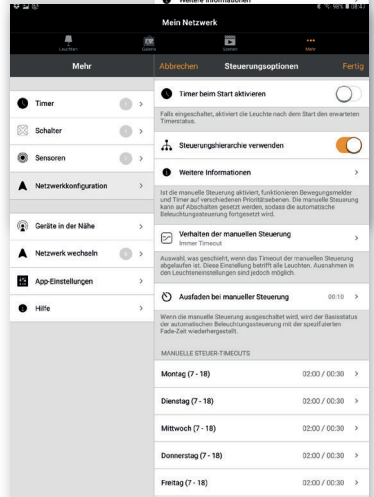 Weitere Informationen
98% 08:47
Mein Netzwerk
Leuchten
Galerie
Szenen
Mehr
Mehr
Timer
Schalter
Sensoren
Netzwerkkonfiguration
Geräte in der Nähe
Netzwerk wechseln
App-Einstellungen
Hilfe
Abbrechen Steuerungsoptionen Fertig
Timer beim Start aktivieren
Falls eingeschaltet, aktiviert die Leuchte nach dem Start den erwarteten
Timerstatus.
Steuerungshierarchie verwenden
Weitere Informationen
Ist die manuelle Steuerung aktiviert, funktionieren Bewegungsmelder
und Timer auf verschiedenen Prioritätsebenen. Die manuelle Steuerung
kann auf Abschalten gesetzt werden, sodass die automatische
Beleuchtungssteuerung fortgesetzt wird.
Verhalten der manuellen Steuerung
Immer Timeout
Auswahl, was geschieht, wenn das Timeout der manuellen Steuerung
abgelaufen ist. Diese Einstellung betrifft alle Leuchten. Ausnahmen in
den Leuchteneinstellungen sind jedoch möglich.
Ausfaden bei manueller Steuerung 00:10
Wenn die manuelle Steuerung ausgeschaltet wird, wird der Basisstatus
der automatischen Beleuchtungssteuerung mit der spezifizierten
Fade-Zeit wiederhergestellt.
MANUELLE STEUER-TIMEOUTS
Montag (7 - 18) 02:00 / 00:30
Dienstag (7 - 18) 02:00 / 00:30
Mittwoch (7 - 18) 02:00 / 00:30
Donnerstag (7 - 18) 02:00 / 00:30
Freitag (7 - 18) 02:00 / 00:30